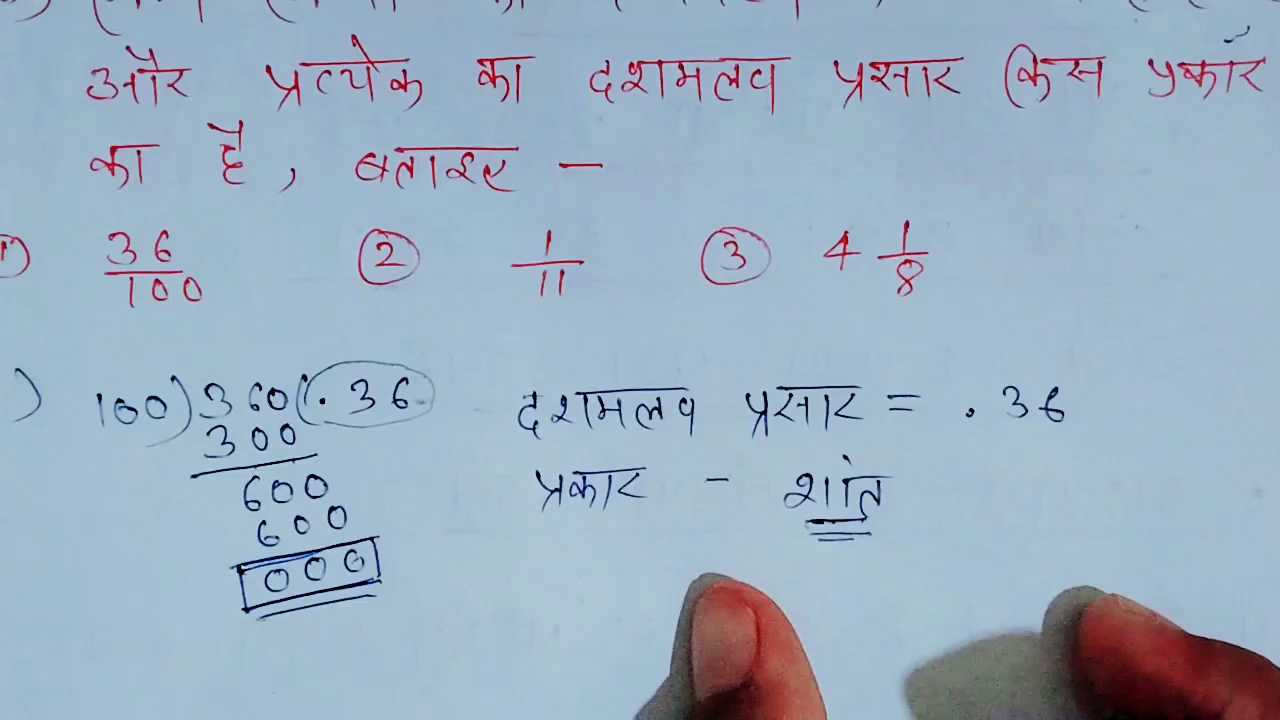 और प्रत्येक का दशमलव प्रसार किस प्रकार
का है, बताइए –
1) 36/100 ② 1/11 ③ 4 1/8
) 100)360(.36 दशमलव प्रसार = .36
300
600 प्रकार - शांत
600
000